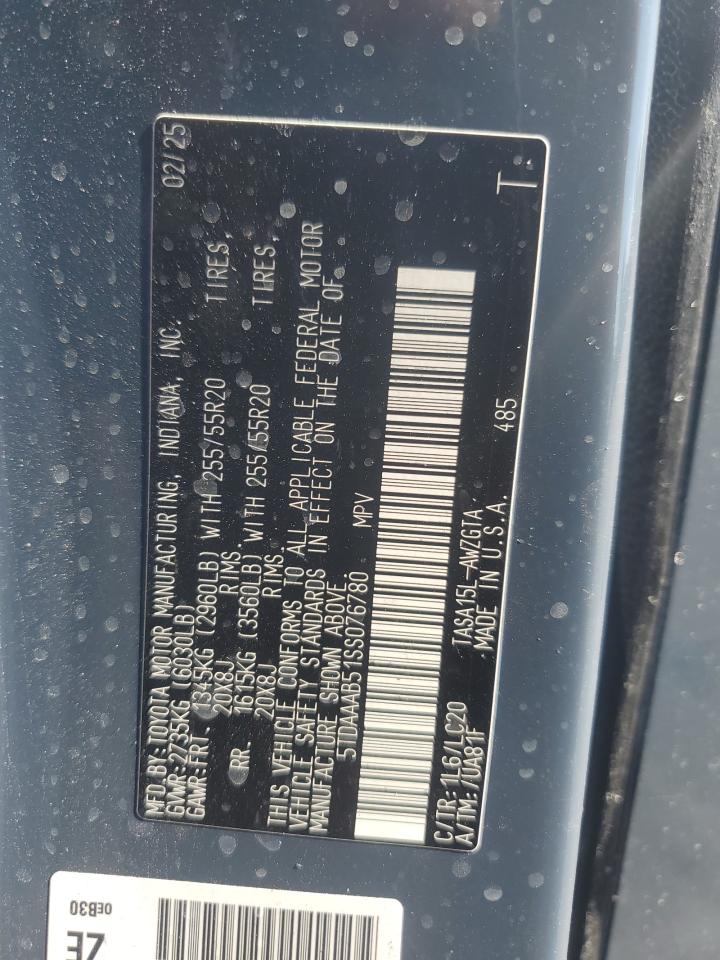 MFD.BY:TOYOTA MOTOR MANUFACTURING, INDIANA, INC. 02/25
GVWR:2735KG (6030LB)
GAWR:FRT. 1345KG (2960LB) WITH 255/55R20 TIRES,
20X8J RIMS,
RR. 1615KG (3560LB) WITH 255/55R20 TIRES,
20X8J RIMS.
THIS VEHICLE CONFORMS TO ALL APPLICABLE FEDERAL MOTOR
VEHICLE SAFETY STANDARDS IN EFFECT ON THE DATE OF
MANUFACTURE SHOWN ABOVE.
5TDAAAB51SS076780 MPV
C/TR: 1L6/LC20 TASA15L-AWZGTA
A/TM: /UA81F MADE IN U.S.A. 485 T.
0EB30
ZE